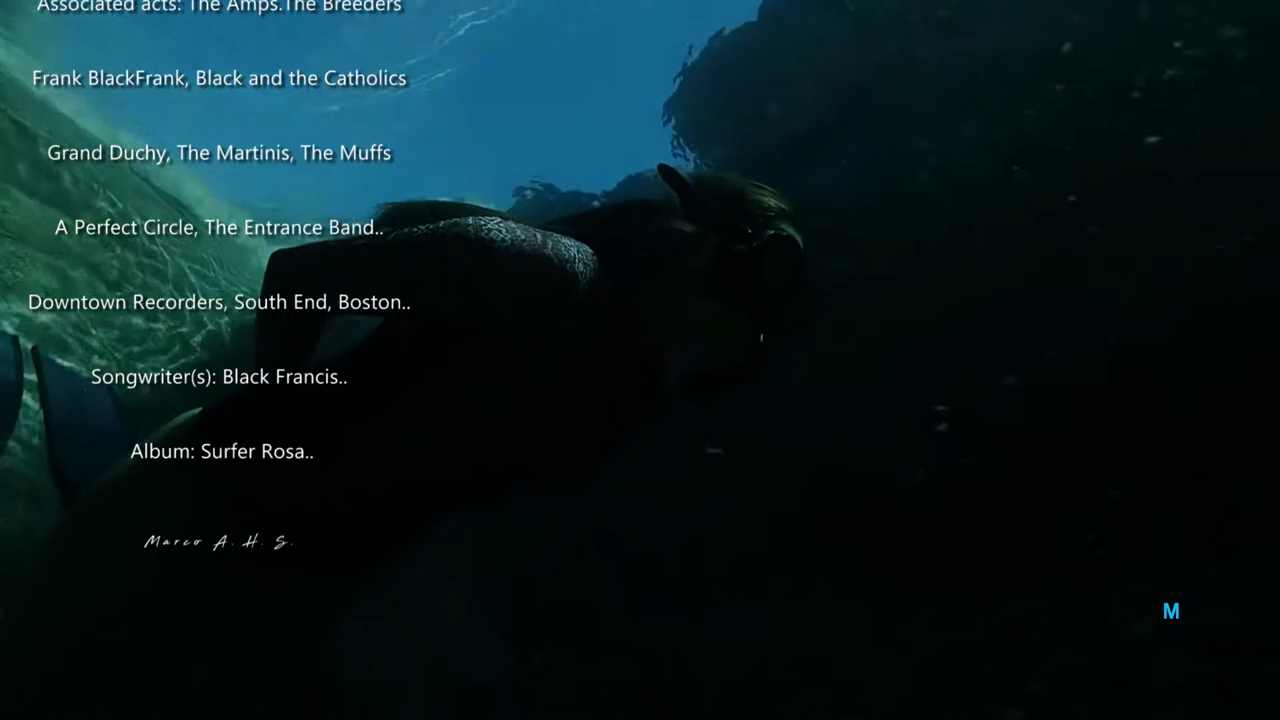 Associated acts: The Amps.The Breeders
Frank BlackFrank, Black and the Catholics
Grand Duchy, The Martinis, The Muffs
A Perfect Circle, The Entrance Band..
Downtown Recorders, South End, Boston..
Songwriter(s): Black Francis..
Album: Surfer Rosa..
Marco A. H. S.
M